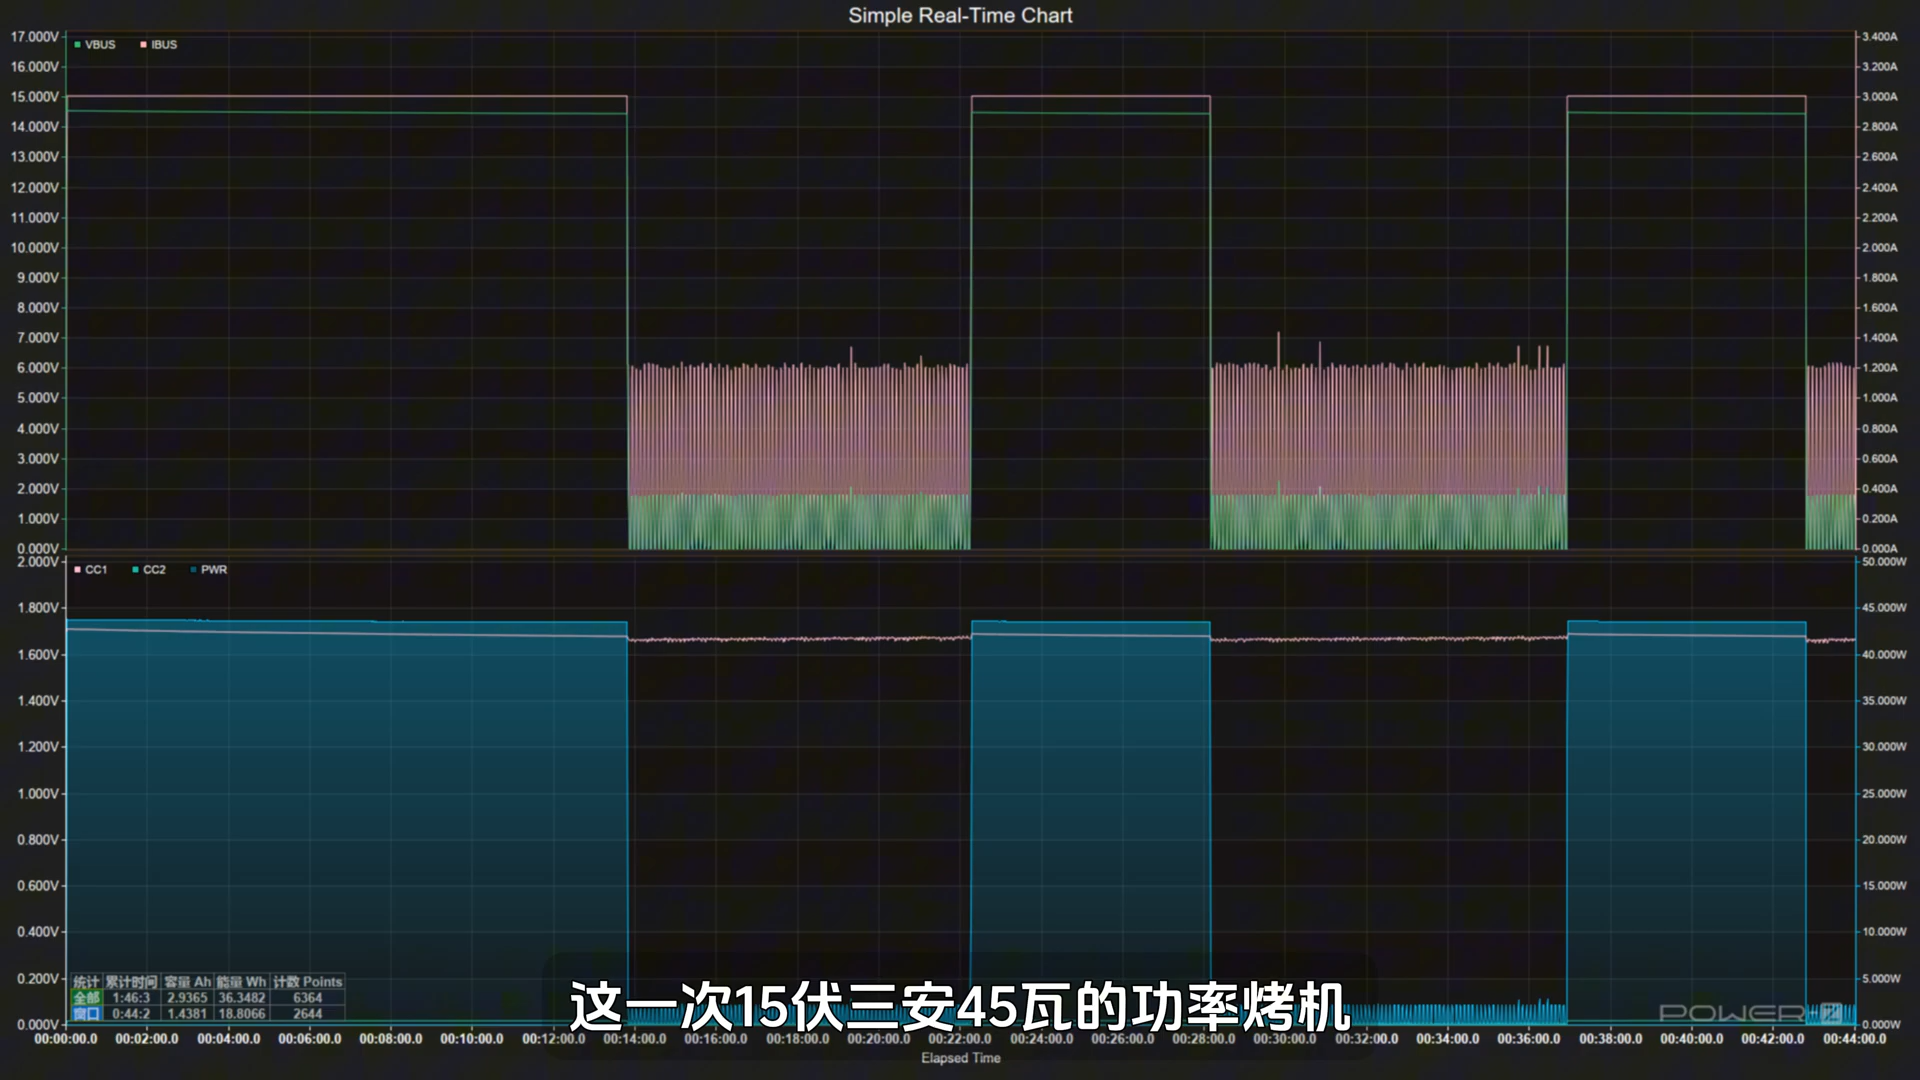 Simple Real-Time Chart
VBUS IBUS
17.000V
16.000V
15.000V
14.000V
13.000V
12.000V
11.000V
10.000V
9.000V
8.000V
7.000V
6.000V
5.000V
4.000V
3.000V
2.000V
1.000V
0.000V
3.400A
3.200A
3.000A
2.800A
2.600A
2.400A
2.200A
2.000A
1.800A
1.600A
1.400A
1.200A
1.000A
0.800A
0.600A
0.400A
0.200A
0.000A
CC1 CC2 PWR
2.000V
1.800V
1.600V
1.400V
1.200V
1.000V
0.800V
0.600V
0.400V
0.200V
0.000V
50.000W
45.000W
40.000W
35.000W
30.000W
25.000W
20.000W
15.000W
10.000W
5.000W
0.000W
统计 累计时间 容量 Ah 能量 Wh 计数 Points
全部 1:46:3 2.9365 36.3482 6364
窗口 0:44:2 1.4381 18.8066 2644
这一次15伏三安45瓦的功率烤机
POWER-Z
00:00:00.0 00:02:00.0 00:04:00.0 00:06:00.0 00:08:00.0 00:10:00.0 00:12:00.0 00:14:00.0 00:16:00.0 00:18:00.0 00:20:00.0 00:22:00.0 00:24:00.0 00:26:00.0 00:28:00.0 00:30:00.0 00:32:00.0 00:34:00.0 00:36:00.0 00:38:00.0 00:40:00.0 00:42:00.0 00:44:00.0
Elapsed Time